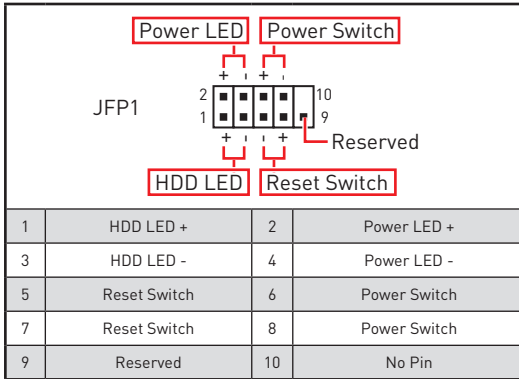 Power LED Power Switch
+ - + -
2 10
JFP1
1 9
+ - - +
Reserved
HDD LED Reset Switch
1 HDD LED + 2 Power LED +
3 HDD LED - 4 Power LED -
5 Reset Switch 6 Power Switch
7 Reset Switch 8 Power Switch
9 Reserved 10 No Pin